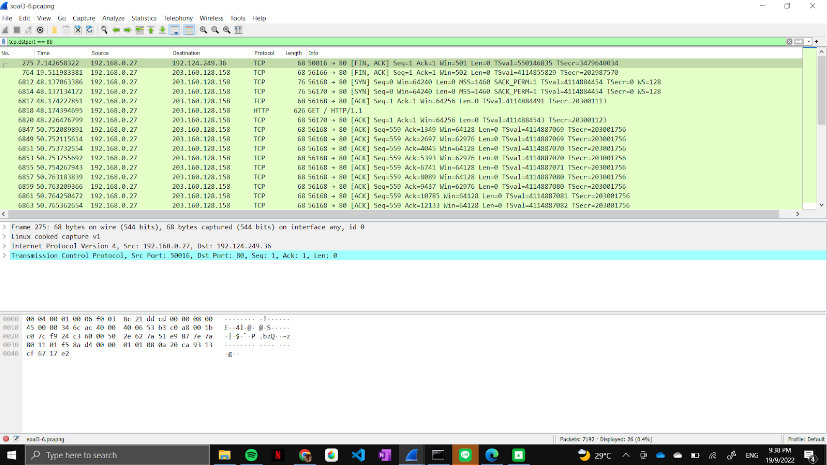 soal3-6.pcapng
File Edit View Go Capture Analyze Statistics Telephony Wireless Tools Help
tcp.dstport == 80
No. Time Source Destination Protocol Length Info
275 7.142658322 192.168.0.27 192.124.249.36 TCP 68 50016 → 80 [FIN, ACK] Seq=1 Ack=1 Win=501 Len=0 TSval=550146835 TSecr=3479640034
764 19.511983381 192.168.0.27 203.160.128.158 TCP 68 56166 → 80 [FIN, ACK] Seq=1 Ack=1 Win=502 Len=0 TSval=4114855829 TSecr=202987570
6812 48.137063386 192.168.0.27 203.160.128.158 TCP 76 56168 → 80 [SYN] Seq=0 Win=64240 Len=0 MSS=1460 SACK_PERM=1 TSval=4114884454 TSecr=0 WS=128
6814 48.137134172 192.168.0.27 203.160.128.158 TCP 76 56170 → 80 [SYN] Seq=0 Win=64240 Len=0 MSS=1460 SACK_PERM=1 TSval=4114884454 TSecr=0 WS=128
6817 48.174227851 192.168.0.27 203.160.128.158 TCP 68 56168 → 80 [ACK] Seq=1 Ack=1 Win=64256 Len=0 TSval=4114884491 TSecr=203001113
6818 48.174394695 192.168.0.27 203.160.128.158 HTTP 626 GET / HTTP/1.1
6820 48.226476799 192.168.0.27 203.160.128.158 TCP 68 56170 → 80 [ACK] Seq=1 Ack=1 Win=64256 Len=0 TSval=4114884543 TSecr=203001123
6847 50.752089891 192.168.0.27 203.160.128.158 TCP 68 56168 → 80 [ACK] Seq=559 Ack=1349 Win=64128 Len=0 TSval=4114887069 TSecr=203001756
6849 50.752115614 192.168.0.27 203.160.128.158 TCP 68 56168 → 80 [ACK] Seq=559 Ack=2697 Win=62976 Len=0 TSval=4114887069 TSecr=203001756
6851 50.753732554 192.168.0.27 203.160.128.158 TCP 68 56168 → 80 [ACK] Seq=559 Ack=4045 Win=64128 Len=0 TSval=4114887070 TSecr=203001756
6853 50.753755692 192.168.0.27 203.160.128.158 TCP 68 56168 → 80 [ACK] Seq=559 Ack=5393 Win=62976 Len=0 TSval=4114887070 TSecr=203001756
6855 50.754267943 192.168.0.27 203.160.128.158 TCP 68 56168 → 80 [ACK] Seq=559 Ack=6741 Win=64128 Len=0 TSval=4114887071 TSecr=203001756
6857 50.763183839 192.168.0.27 203.160.128.158 TCP 68 56168 → 80 [ACK] Seq=559 Ack=8089 Win=64128 Len=0 TSval=4114887080 TSecr=203001756
6859 50.763209366 192.168.0.27 203.160.128.158 TCP 68 56168 → 80 [ACK] Seq=559 Ack=9437 Win=62976 Len=0 TSval=4114887080 TSecr=203001756
6861 50.764250472 192.168.0.27 203.160.128.158 TCP 68 56168 → 80 [ACK] Seq=559 Ack=10785 Win=64128 Len=0 TSval=4114887081 TSecr=203001756
6863 50.765362654 192.168.0.27 203.160.128.158 TCP 68 56168 → 80 [ACK] Seq=559 Ack=12133 Win=64128 Len=0 TSval=4114887082 TSecr=203001756
Frame 275: 68 bytes on wire (544 bits), 68 bytes captured (544 bits) on interface any, id 0
Linux cooked capture v1
Internet Protocol Version 4, Src: 192.168.0.27, Dst: 192.124.249.36
Transmission Control Protocol, Src Port: 50016, Dst Port: 80, Seq: 1, Ack: 1, Len: 0
0000 00 04 00 01 00 06 f0 03 8c 21 dd cd 00 00 08 00
0010 45 00 00 34 6c ac 40 00 40 06 53 b3 c0 a8 00 1b
0020 c0 7c f9 24 c3 60 00 50 2e 62 7a 51 e9 87 7e 7a
0030 80 11 01 f5 8a d4 00 00 01 01 08 0a 20 ca 93 13
0040 cf 67 17 e2
soal3-6.pcapng
Packets: 7192 · Displayed: 26 (0.4%)
Profile: Default
Type here to search
29°C
ENG
9:38 PM
19/9/2022
4